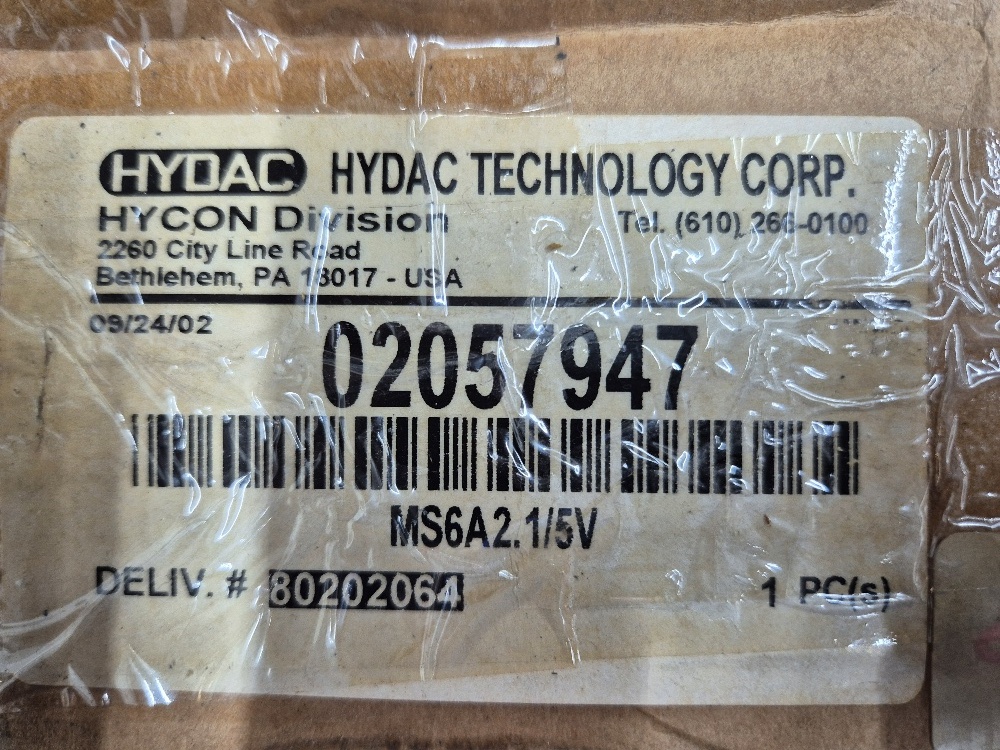 HYDAC HYDAC TECHNOLOGY CORP.
HYCON Division Tel. (610) 266-0100
2260 City Line Road
Bethlehem, PA 18017 - USA
09/24/02
02057947
MS6A2.1/5V
DELIV. # 80202064 1 PC(s)